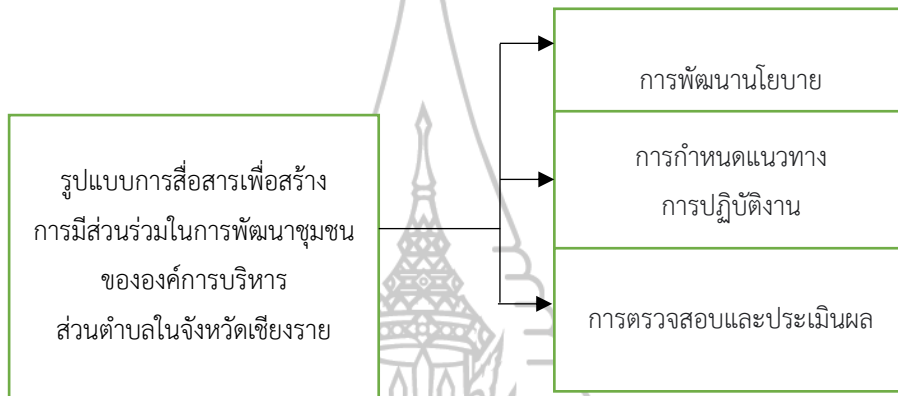 การพัฒนานโยบาย
รูปแบบการสื่อสารเพื่อสร้าง
การมีส่วนร่วมในการพัฒนาชุมชน
ขององค์การบริหาร
ส่วนตำบลในจังหวัดเชียงราย
การกำหนดแนวทาง
การปฏิบัติงาน
การตรวจสอบและประเมินผล